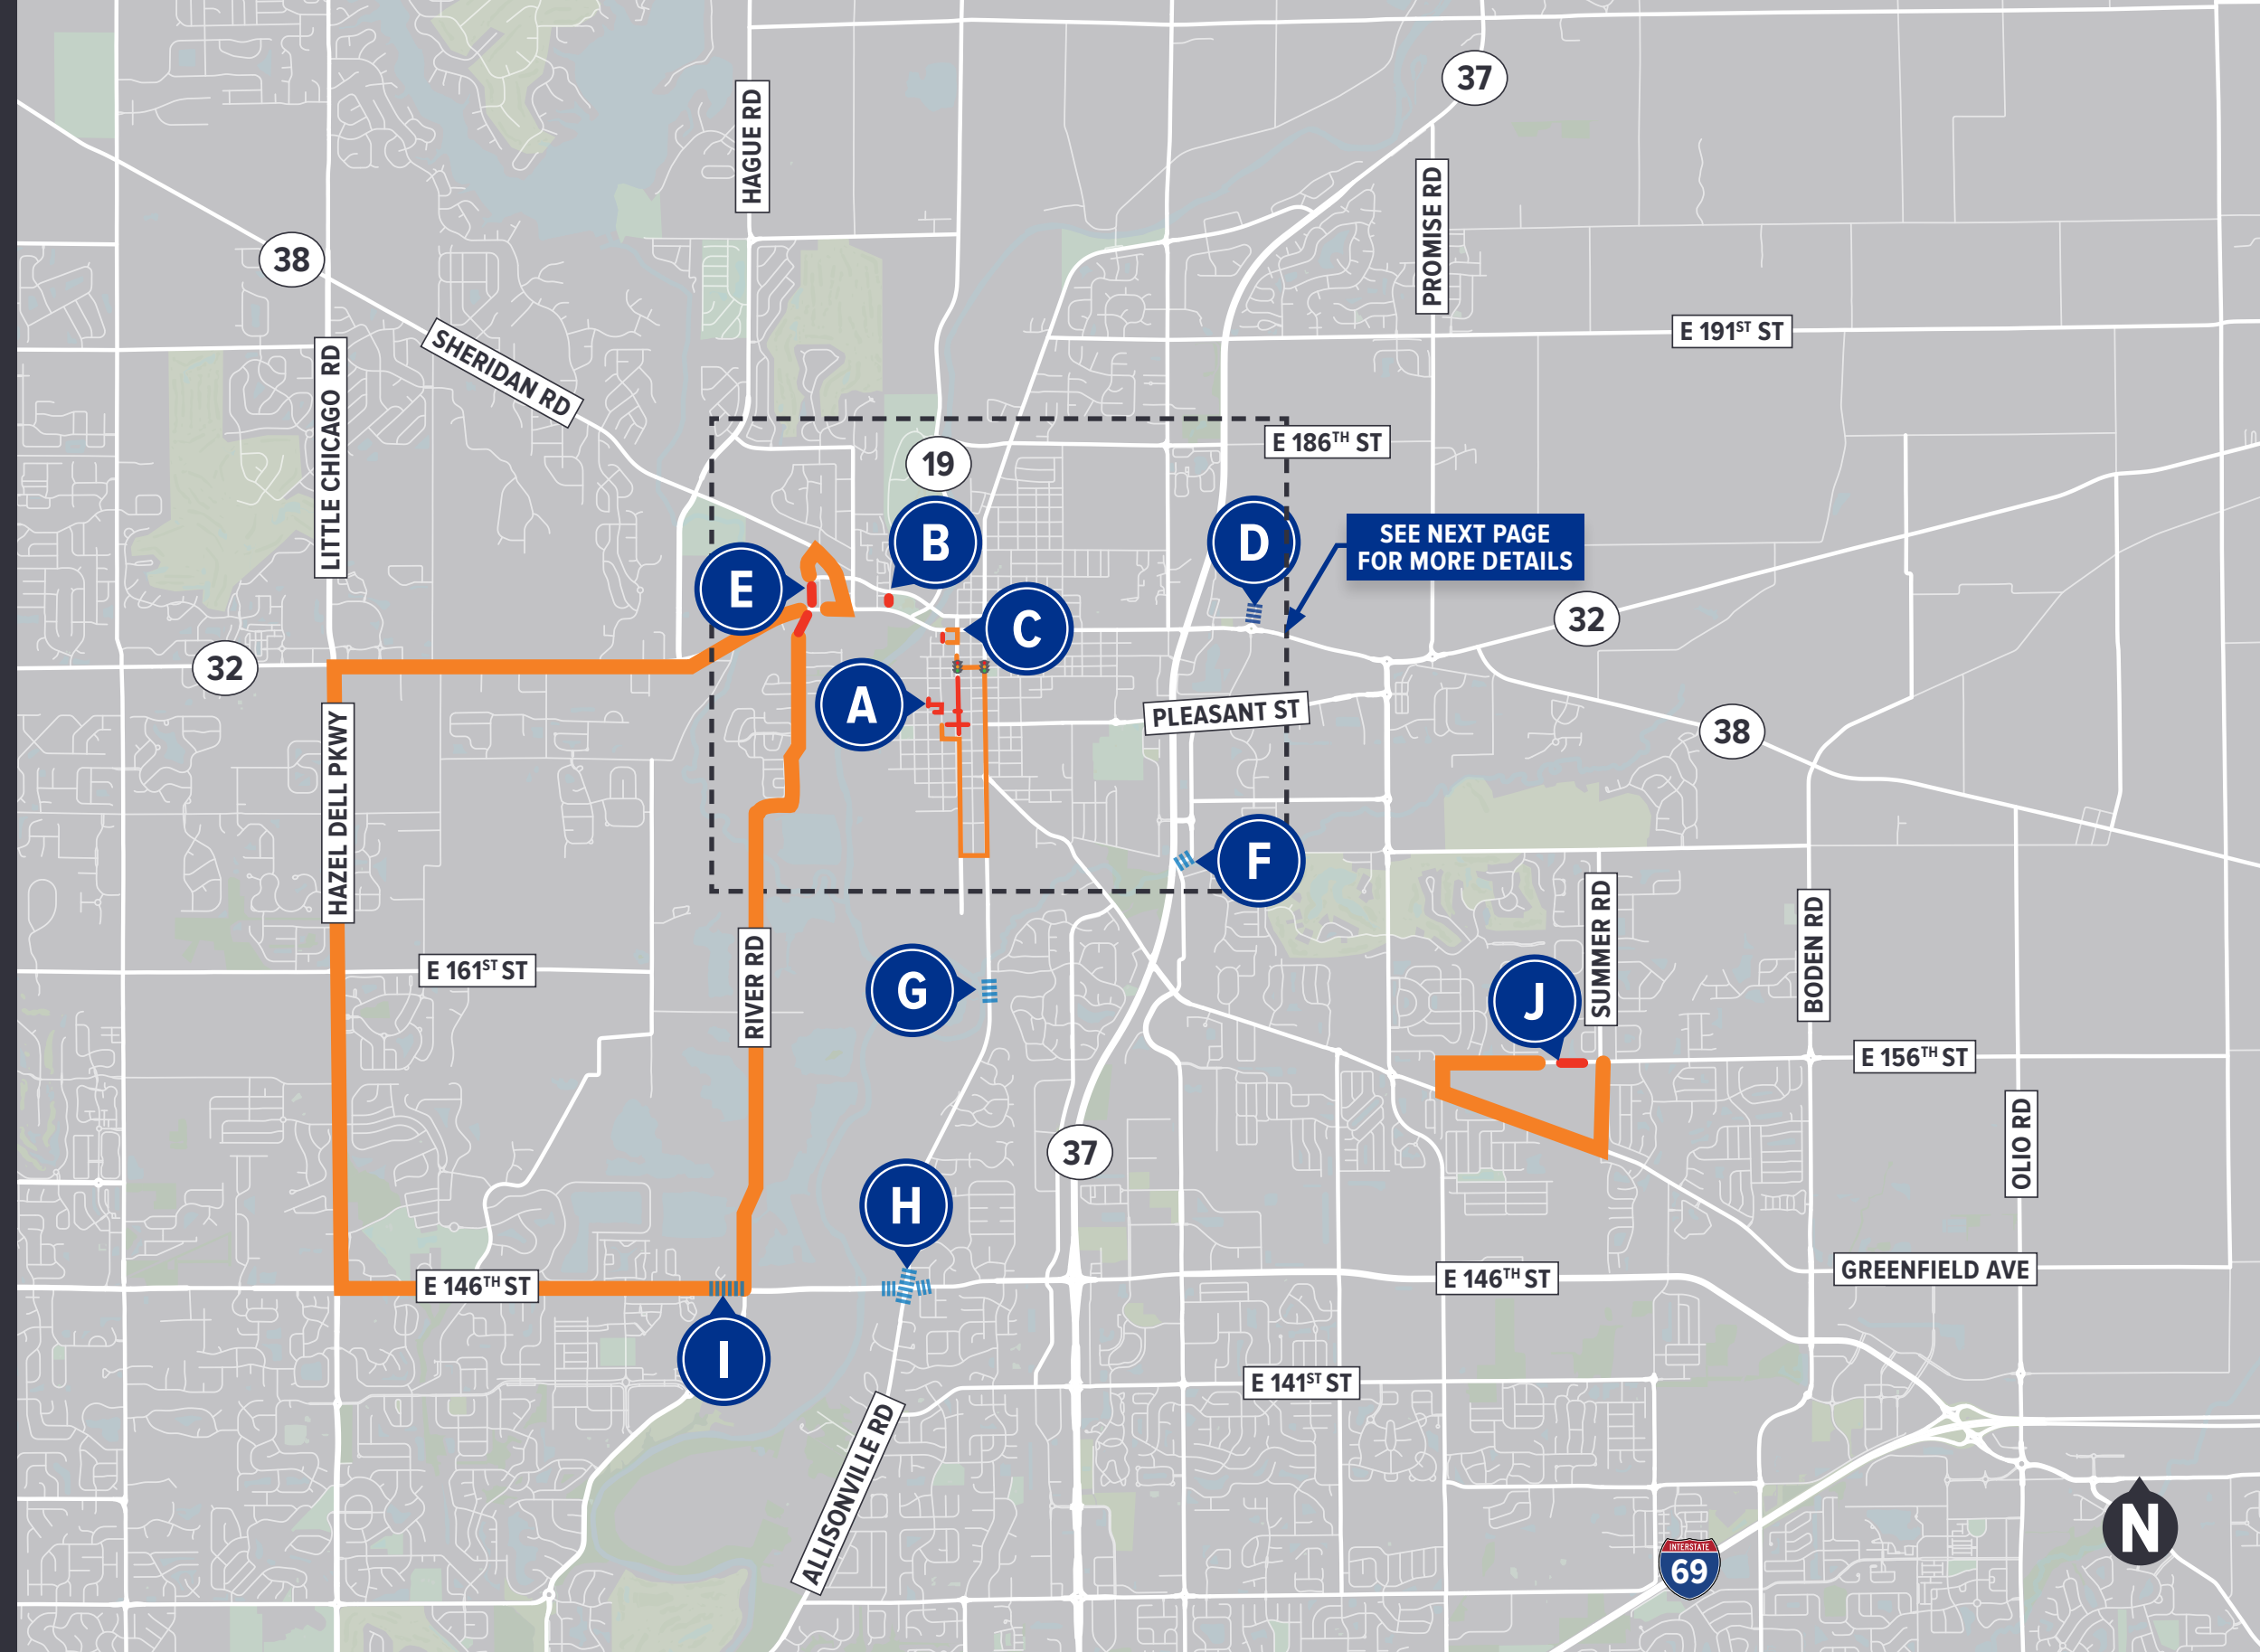 37
HAGUE RD
PROMISE RD
38
E 191ST ST
SHERIDAN RD
LITTLE CHICAGO RD
E 186TH ST
19
B
D
SEE NEXT PAGE
FOR MORE DETAILS
E
C
32
32
A
PLEASANT ST
38
HAZEL DELL PKWY
F
SUMMER RD
BODEN RD
E 161ST ST
RIVER RD
G
J
E 156TH ST
OLIO RD
37
H
E 146TH ST
E 146TH ST
GREENFIELD AVE
I
E 141ST ST
ALLISONVILLE RD
N
INTERSTATE
69